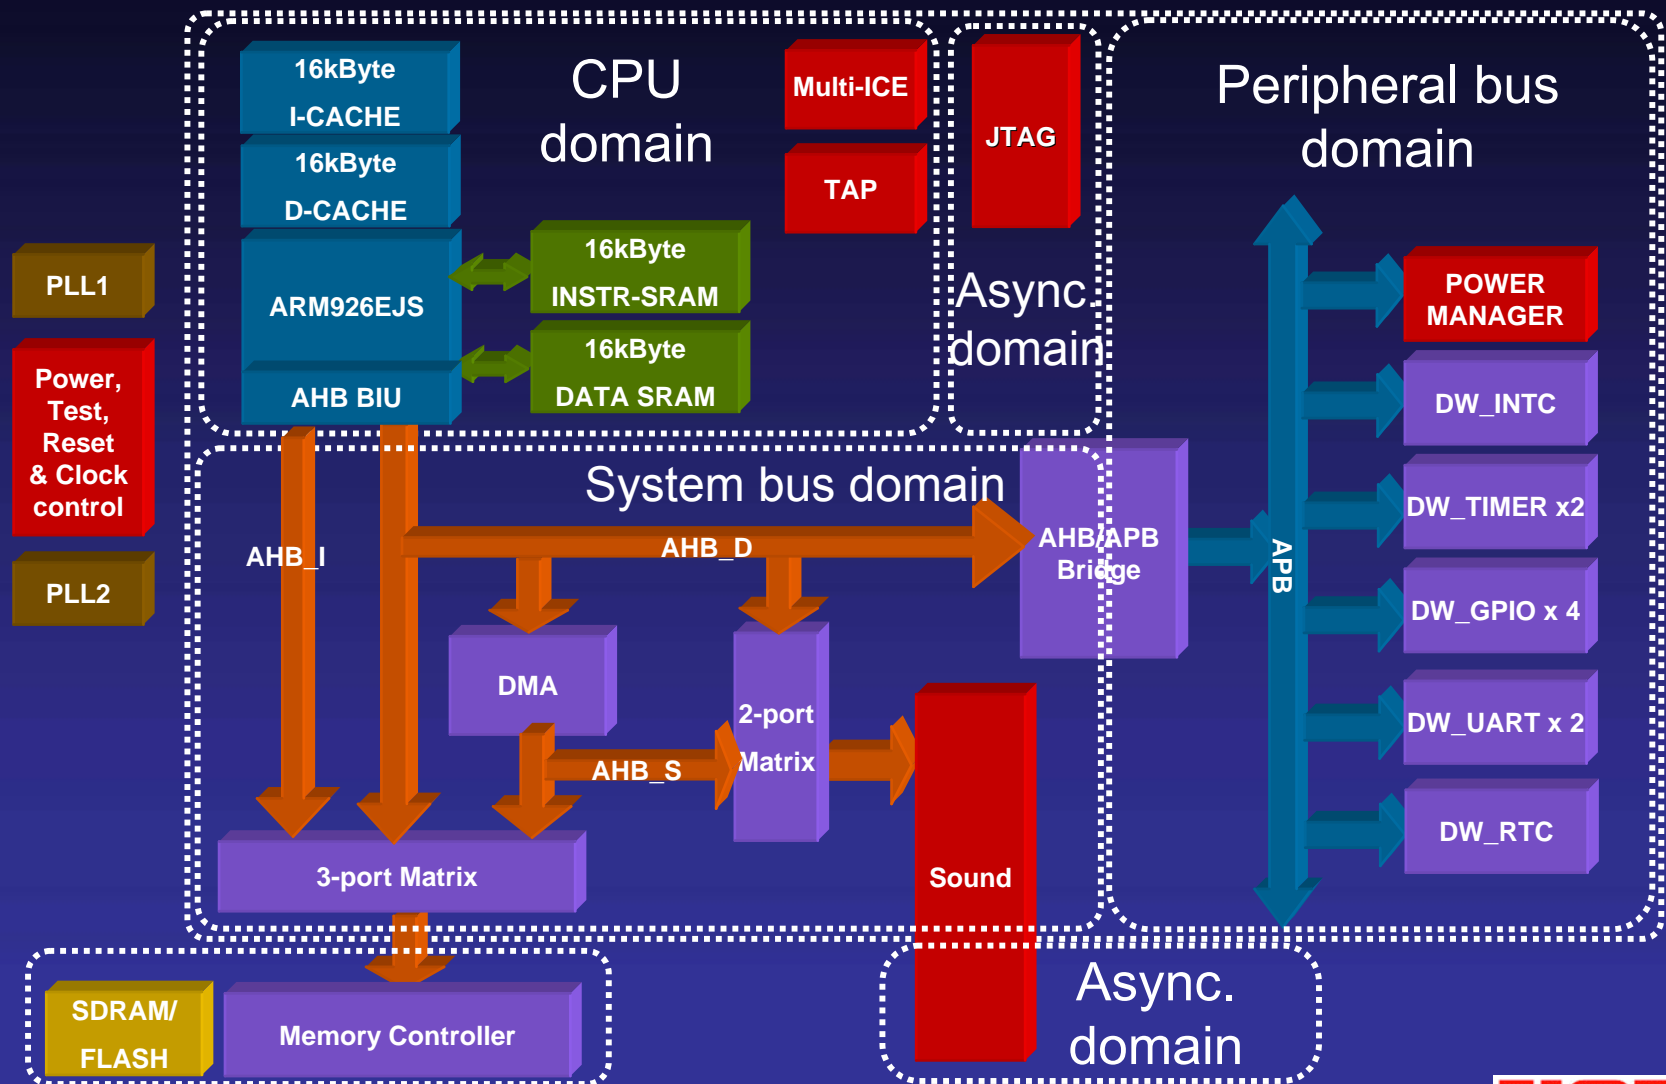 16kByte
I-CACHE
16kByte
D-CACHE
ARM926EJS
AHB BIU
CPU
domain
16kByte
INSTR-SRAM
16kByte
DATA SRAM
Multi-ICE
TAP
JTAG
Async.
domain
Peripheral bus
domain
PLL1
Power,
Test,
Reset
& Clock
control
PLL2
POWER
MANAGER
DW_INTC
DW_TIMER x2
DW_GPIO x 4
DW_UART x 2
DW_RTC
APB
System bus domain
AHB_I
AHB_D
AHB/APB
Bridge
DMA
2-port
Matrix
AHB_S
3-port Matrix
Sound
SDRAM/
FLASH
Memory Controller
Async.
domain